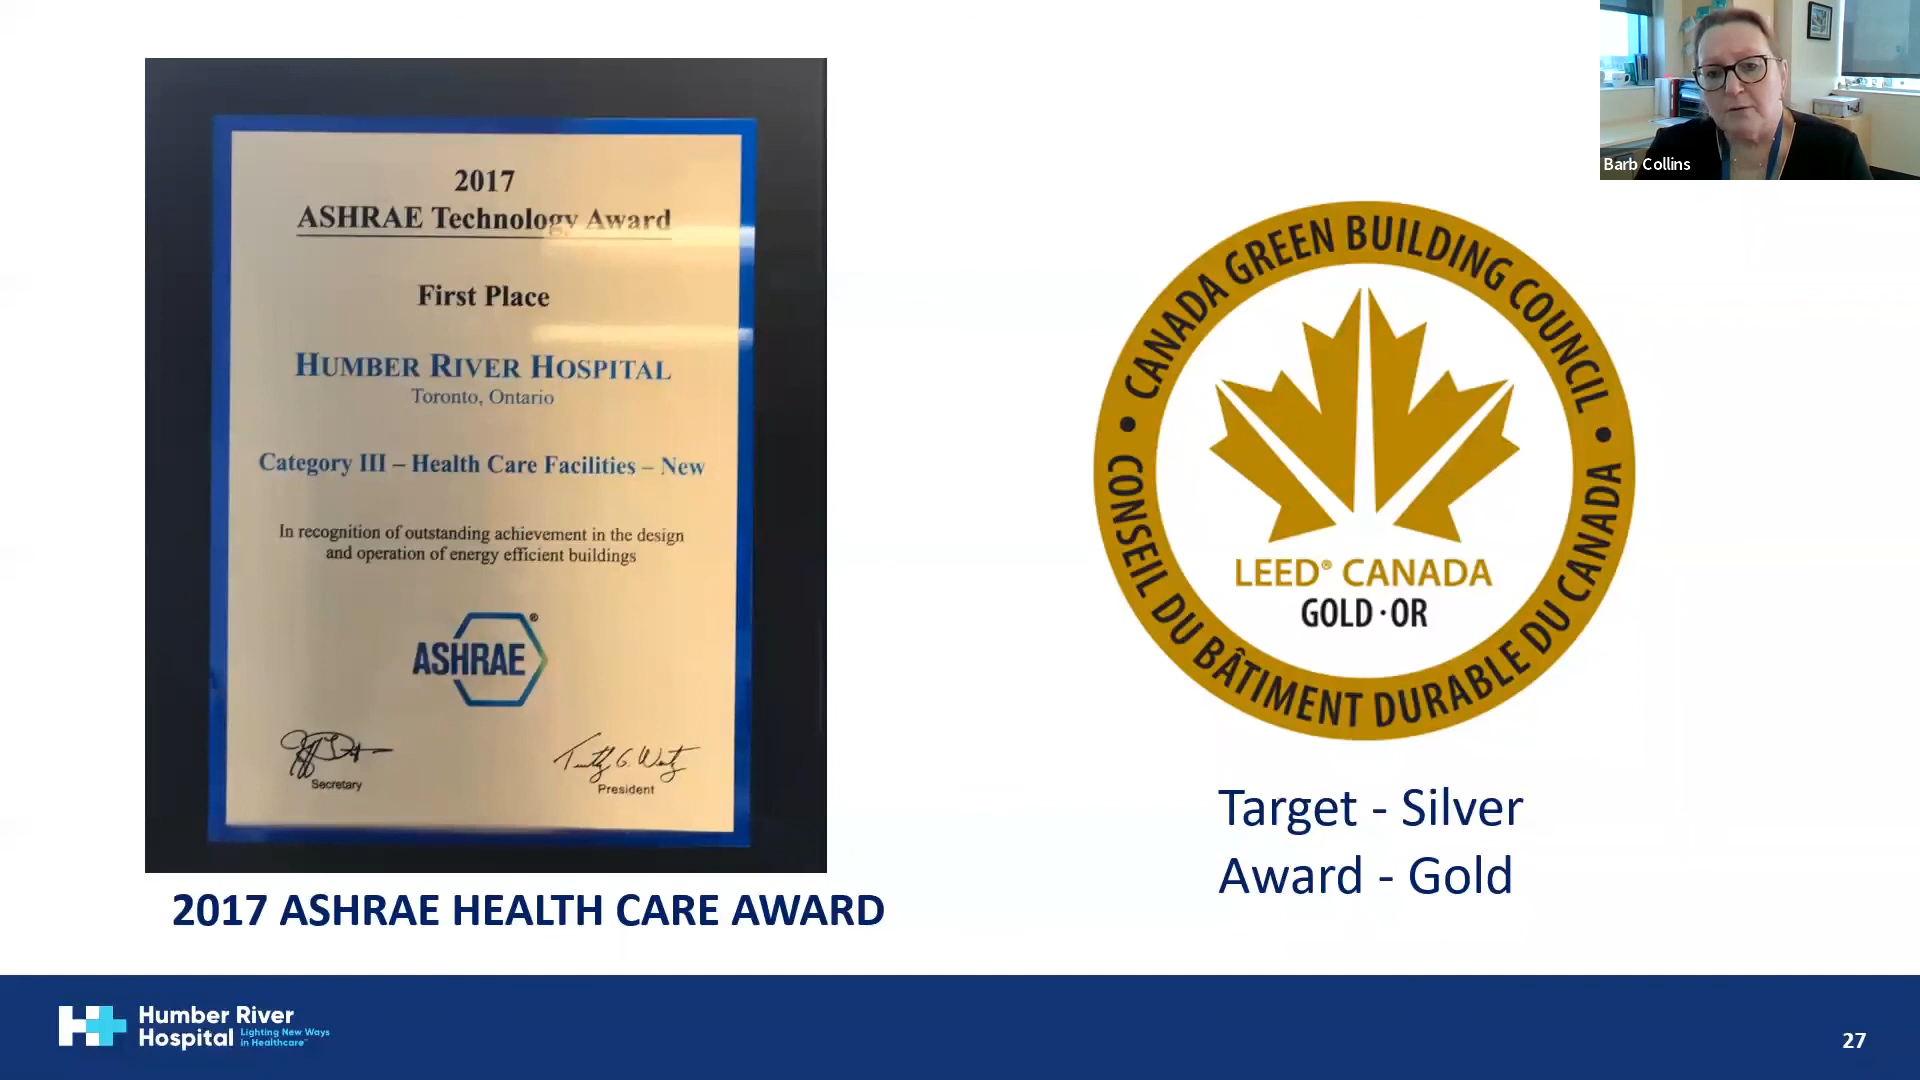 Barb Collins
2017
ASHRAE Technology Award
First Place
HUMBER RIVER HOSPITAL
Toronto, Ontario
Category III – Health Care Facilities – New
In recognition of outstanding achievement in the design
and operation of energy efficient buildings
ASHRAE®
Secretary
President
2017 ASHRAE HEALTH CARE AWARD
• CANADA GREEN BUILDING COUNCIL •
CONSEIL DU BÂTIMENT DURABLE DU CANADA
LEED® CANADA
GOLD·OR
Target - Silver
Award - Gold
Humber River
Hospital
Lighting New Ways
in Healthcare™
27